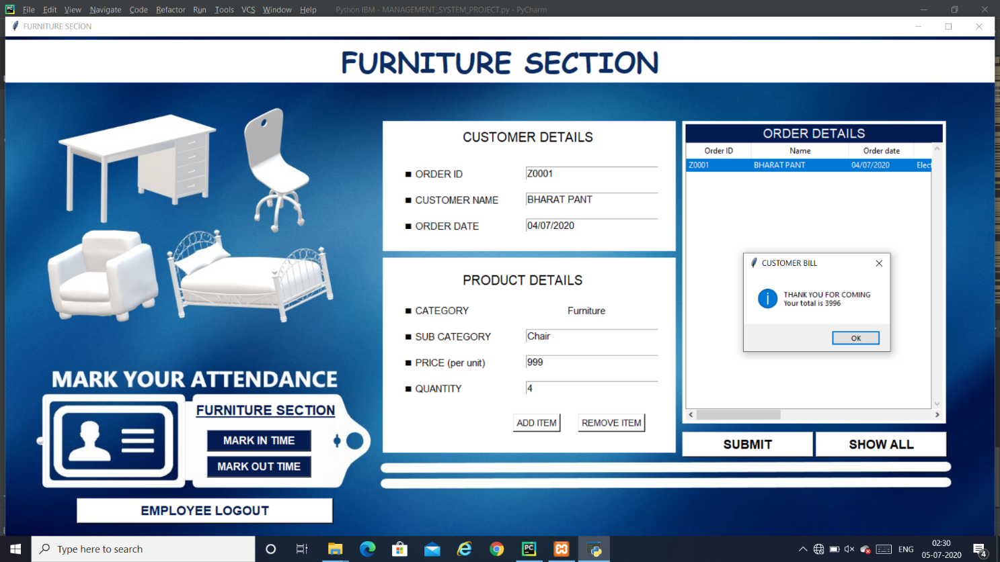 File Edit View Navigate Code Refactor Run Tools VCS Window Help Python IBM - MANAGEMENT_SYSTEM_PROJECT.py - PyCharm
FURNITURE SECION
FURNITURE SECTION
CUSTOMER DETAILS
ORDER ID Z0001
CUSTOMER NAME BHARAT PANT
ORDER DATE 04/07/2020
PRODUCT DETAILS
CATEGORY Furniture
SUB CATEGORY Chair
PRICE (per unit) 999
QUANTITY 4
ADD ITEM REMOVE ITEM
ORDER DETAILS
Order ID Name Order date
Z0001 BHARAT PANT 04/07/2020 Elect
CUSTOMER BILL
THANK YOU FOR COMING
Your total is 3996
OK
SUBMIT SHOW ALL
MARK YOUR ATTENDANCE
FURNITURE SECTION
MARK IN TIME
MARK OUT TIME
EMPLOYEE LOGOUT
Type here to search
ENG
02:30
05-07-2020
4